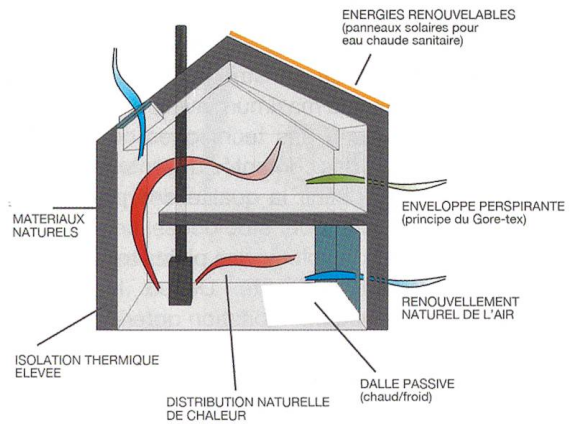 ENERGIES RENOUVELABLES
(panneaux solaires pour
eau chaude sanitaire)
ENVELOPPE PERSPIRANTE
(principe du Gore-tex)
MATERIAUX
NATURELS
RENOUVELLEMENT
NATUREL DE L'AIR
ISOLATION THERMIQUE
ELEVEE
DALLE PASSIVE
(chaud/froid)
DISTRIBUTION NATURELLE
DE CHALEUR